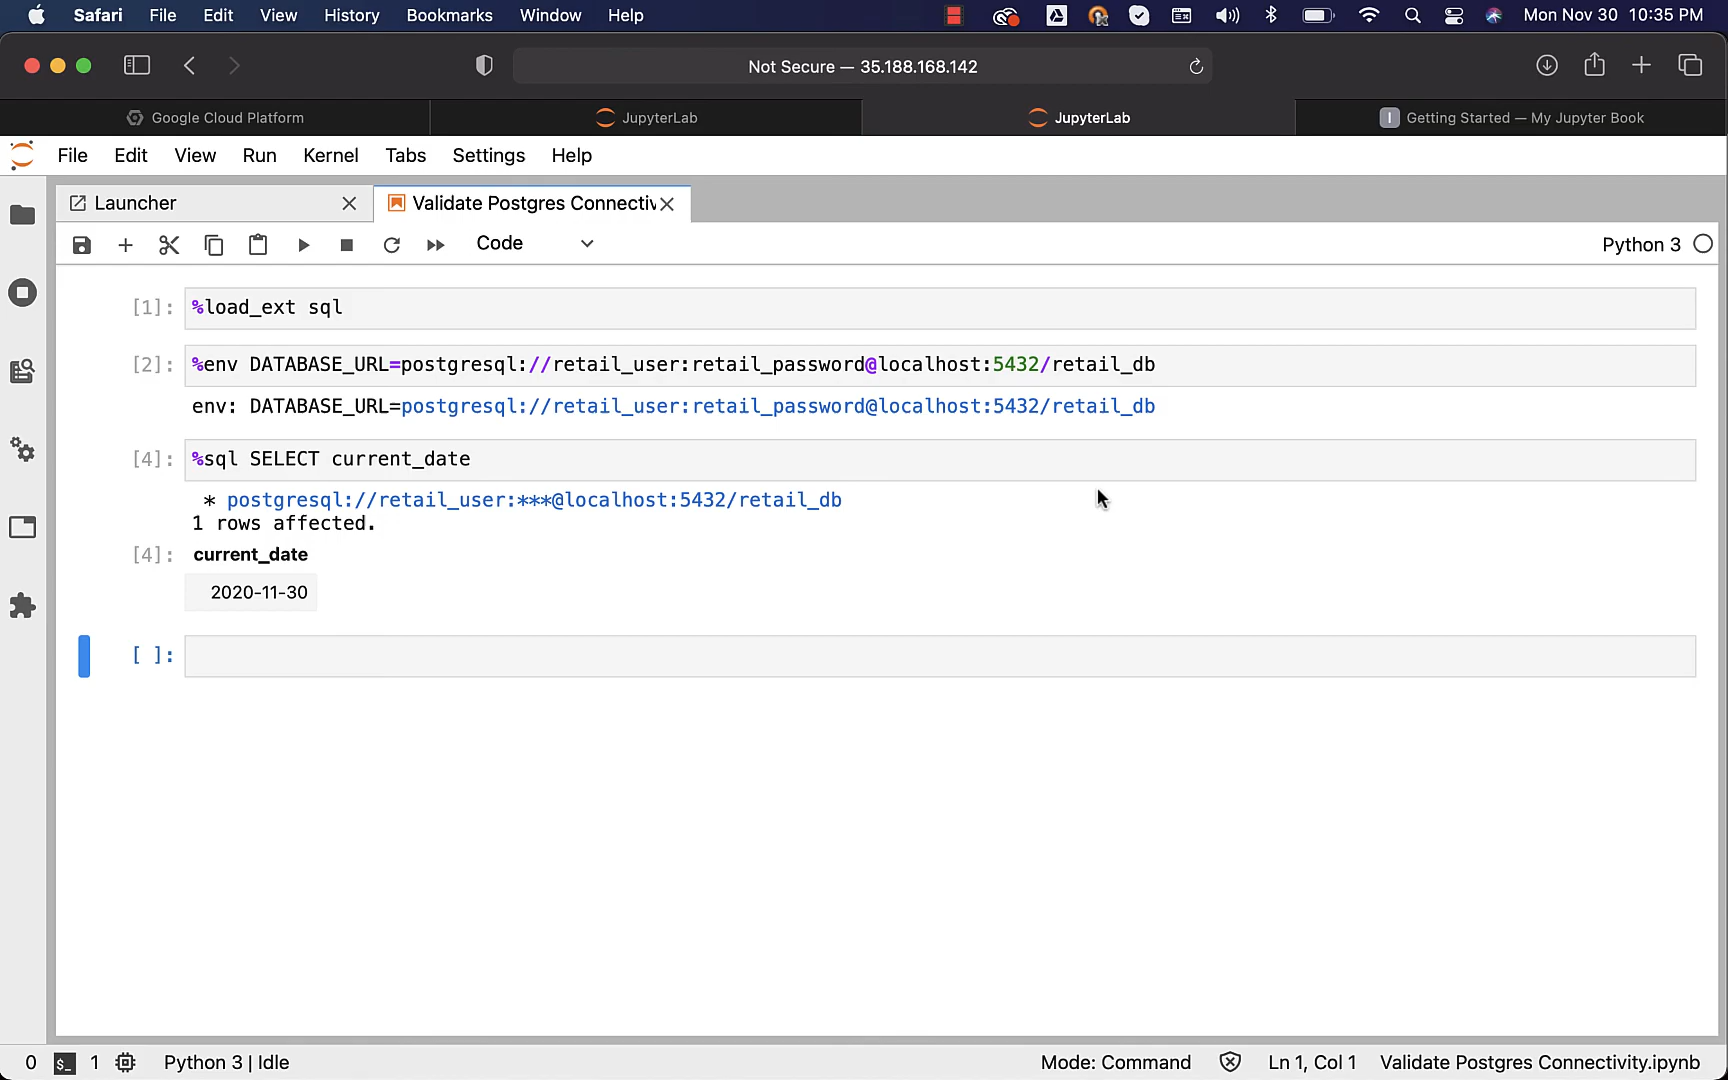 Safari File Edit View History Bookmarks Window Help Mon Nov 30 10:35 PM
Not Secure — 35.188.168.142
Google Cloud Platform JupyterLab JupyterLab I Getting Started — My Jupyter Book
File Edit View Run Kernel Tabs Settings Help
Launcher Validate Postgres Connectiv
Code Python 3
[1]: %load_ext sql
[2]: %env DATABASE_URL=postgresql://retail_user:retail_password@localhost:5432/retail_db
env: DATABASE_URL=postgresql://retail_user:retail_password@localhost:5432/retail_db
[4]: %sql SELECT current_date
* postgresql://retail_user:***@localhost:5432/retail_db
1 rows affected.
[4]: current_date
2020-11-30
[ ]:
0 $_ 1 Python 3 | Idle Mode: Command Ln 1, Col 1 Validate Postgres Connectivity.ipynb